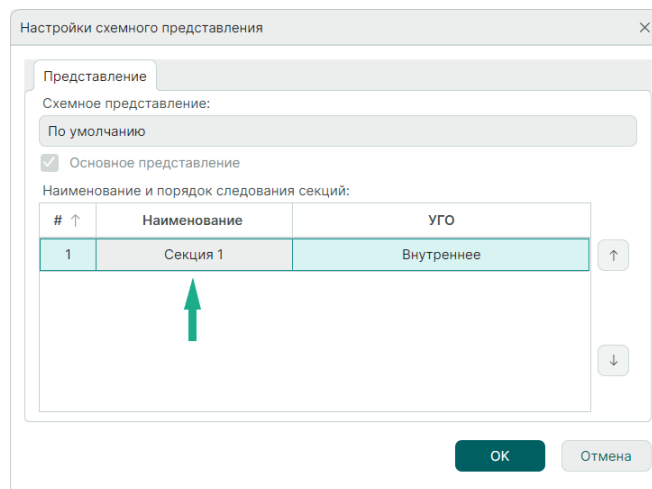 Настройки схемного представления
Представление
Схемное представление:
По умолчанию
Основное представление
Наименование и порядок следования секций:
# ↑ Наименование УГО
1 Секция 1 Внутреннее
OK Отмена